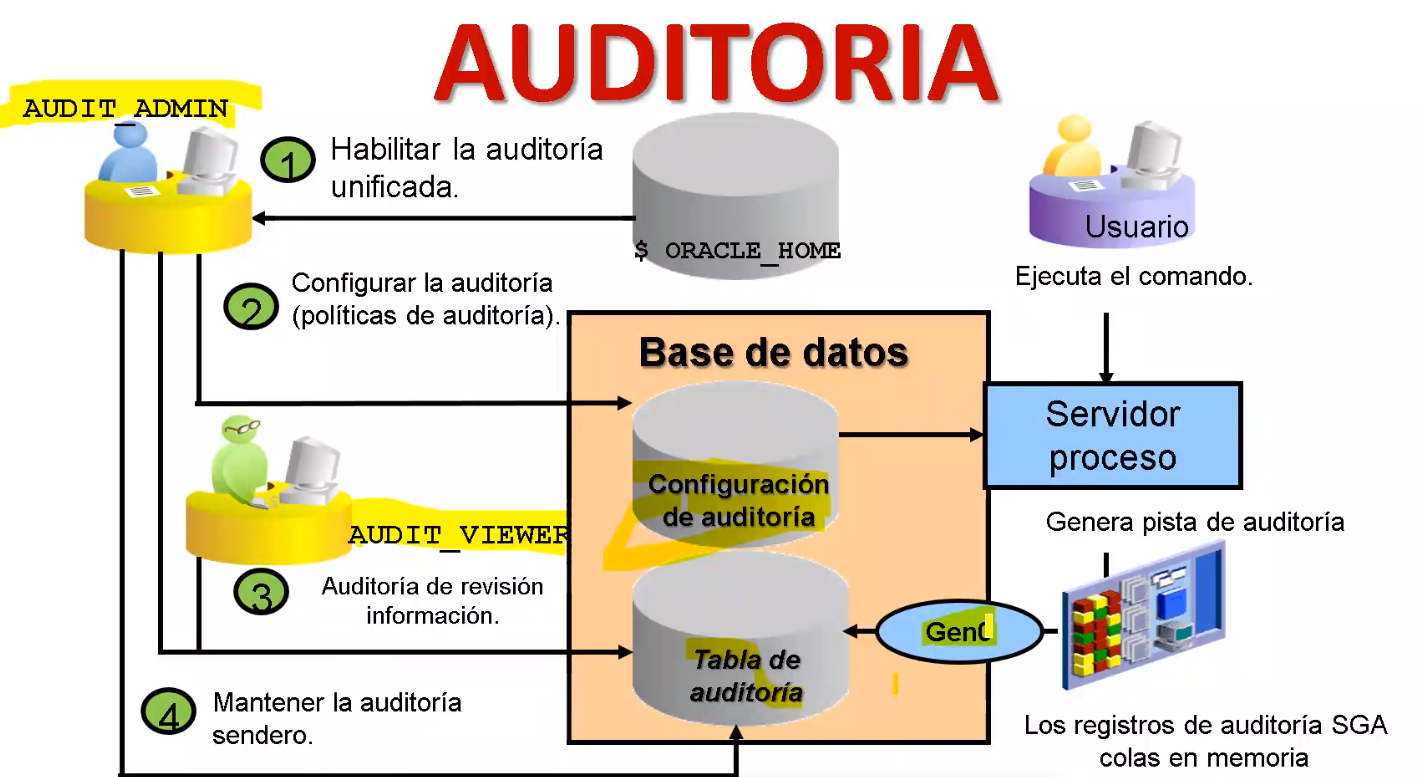 AUDITORIA
AUDIT_ADMIN
1
Habilitar la auditoría
unificada.
$ ORACLE_HOME
Usuario
Ejecuta el comando.
2
Configurar la auditoría
(políticas de auditoría).
Base de datos
Servidor
proceso
Configuración
de auditoría
AUDIT_VIEWER
Genera pista de auditoría
3
Auditoría de revisión
información.
Gen0
Tabla de
auditoría
4
Mantener la auditoría
sendero.
Los registros de auditoría SGA
colas en memoria